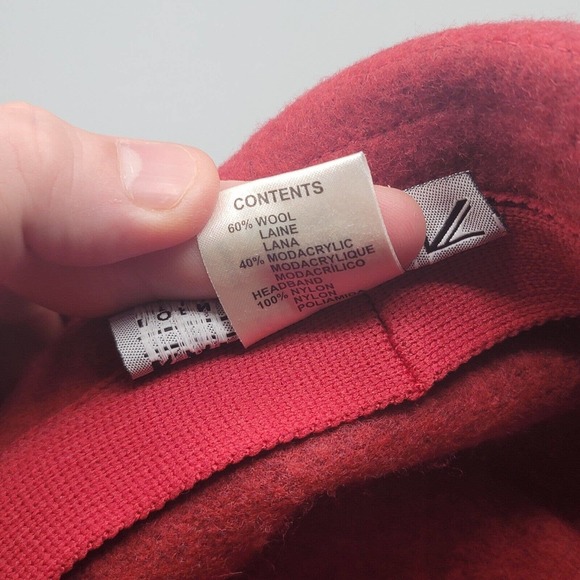 CONTENTS
60% WOOL
LAINE
LANA
40% MODACRYLIC
MODACRYLIQUE
MODACRÍLICO
HEADBAND
100% NYLON
NYLON
POLIAMIDA